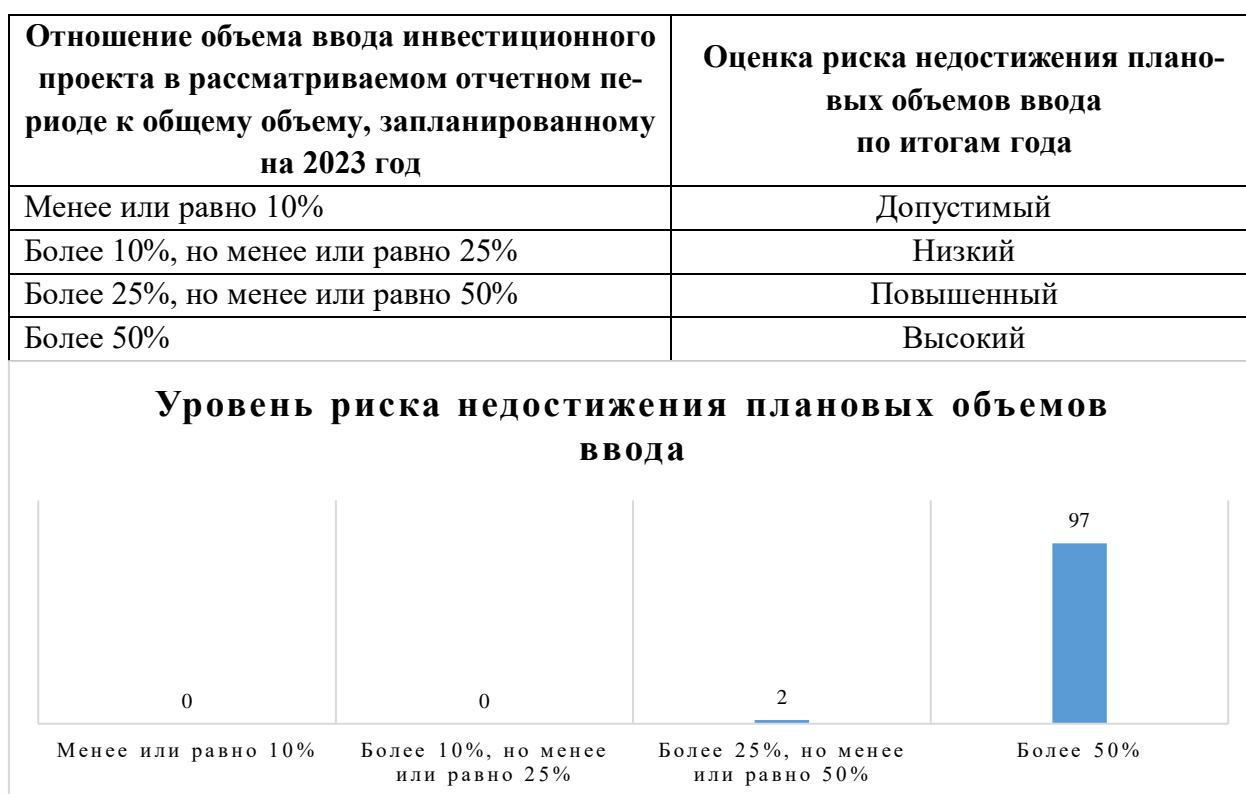 Отношение объема ввода инвестиционного
проекта в рассматриваемом отчетном пе-
риоде к общему объему, запланированному
на 2023 год
Оценка риска недостижения плано-
вых объемов ввода
по итогам года
Менее или равно 10%
Допустимый
Более 10%, но менее или равно 25%
Низкий
Более 25%, но менее или равно 50%
Повышенный
Более 50%
Высокий
Уровень риска недостижения плановых объемов
ввода
0
0
2
97
Менее или равно 10%
Более 10%, но менее
или равно 25%
Более 25%, но менее
или равно 50%
Более 50%